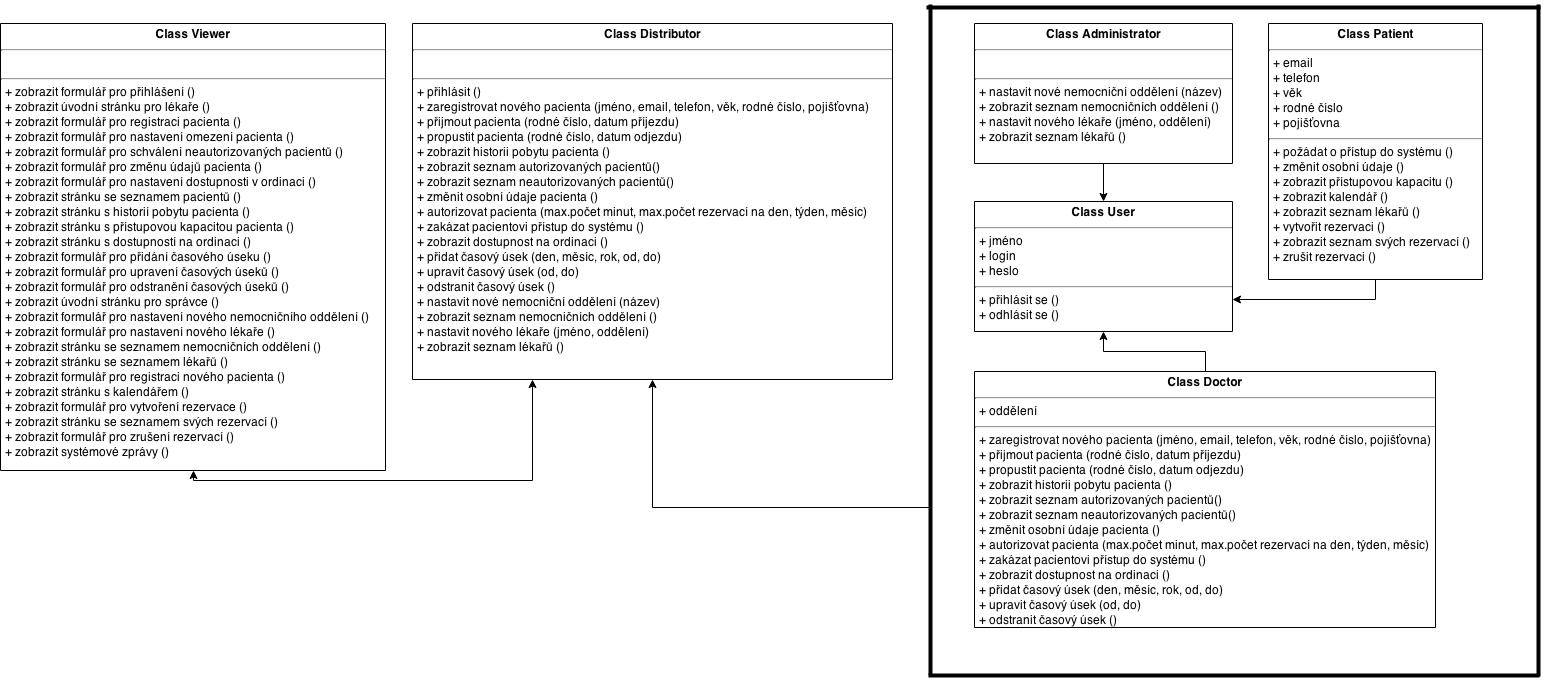 Class Viewer
+ zobrazit formulář pro přihlášení ()
+ zobrazit úvodní stránku pro lékaře ()
+ zobrazit formulář pro registraci pacienta ()
+ zobrazit formulář pro nastavení omezení pacienta ()
+ zobrazit formulář pro schválení neautorizovaných pacientů ()
+ zobrazit formulář pro změnu údajů pacienta ()
+ zobrazit formulář pro nastavení dostupnosti v ordinaci ()
+ zobrazit stránku se seznamem pacientů ()
+ zobrazit stránku s historií pobytu pacienta ()
+ zobrazit stránku s přístupovou kapacitou pacienta ()
+ zobrazit stránku s dostupností na ordinaci ()
+ zobrazit formulář pro přidání časového úseku ()
+ zobrazit formulář pro upravení časových úseků ()
+ zobrazit formulář pro odstranění časových úseků ()
+ zobrazit úvodní stránku pro správce ()
+ zobrazit formulář pro nastavení nového nemocničního oddělení ()
+ zobrazit formulář pro nastavení nového lékaře ()
+ zobrazit stránku se seznamem nemocničních oddělení ()
+ zobrazit stránku se seznamem lékařů ()
+ zobrazit formulář pro registraci nového pacienta ()
+ zobrazit stránku s kalendářem ()
+ zobrazit formulář pro vytvoření rezervace ()
+ zobrazit stránku se seznamem svých rezervací ()
+ zobrazit formulář pro zrušení rezervací ()
+ zobrazit systémové zprávy ()
Class Distributor
+ přihlásit ()
+ zaregistrovat nového pacienta (jméno, email, telefon, věk, rodné číslo, pojišťovna)
+ přijmout pacienta (rodné číslo, datum příjezdu)
+ propustit pacienta (rodné číslo, datum odjezdu)
+ zobrazit historii pobytu pacienta ()
+ zobrazit seznam autorizovaných pacientů()
+ zobrazit seznam neautorizovaných pacientů()
+ změnit osobní údaje pacienta ()
+ autorizovat pacienta (max.počet minut, max.počet rezervací na den, týden, měsíc)
+ zakázat pacientovi přístup do systému ()
+ zobrazit dostupnost na ordinaci ()
+ přidat časový úsek (den, měsíc, rok, od, do)
+ upravit časový úsek (od, do)
+ odstranit časový úsek ()
+ nastavit nové nemocniční oddělení (název)
+ zobrazit seznam nemocničních oddělení ()
+ nastavit nového lékaře (jméno, oddělení)
+ zobrazit seznam lékařů ()
Class Administrator
+ nastavit nové nemocniční oddělení (název)
+ zobrazit seznam nemocničních oddělení ()
+ nastavit nového lékaře (jméno, oddělení)
+ zobrazit seznam lékařů ()
Class Patient
+ email
+ telefon
+ věk
+ rodné číslo
+ pojišťovna
+ požádat o přístup do systému ()
+ změnit osobní údaje ()
+ zobrazit přístupovou kapacitu ()
+ zobrazit kalendář ()
+ zobrazit seznam lékařů ()
+ vytvořit rezervaci ()
+ zobrazit seznam svých rezervací ()
+ zrušit rezervaci ()
Class User
+ jméno
+ login
+ heslo
+ přihlásit se ()
+ odhlásit se ()
Class Doctor
+ oddělení
+ zaregistrovat nového pacienta (jméno, email, telefon, věk, rodné číslo, pojišťovna)
+ přijmout pacienta (rodné číslo, datum příjezdu)
+ propustit pacienta (rodné číslo, datum odjezdu)
+ zobrazit historii pobytu pacienta ()
+ zobrazit seznam autorizovaných pacientů()
+ zobrazit seznam neautorizovaných pacientů()
+ změnit osobní údaje pacienta ()
+ autorizovat pacienta (max.počet minut, max.počet rezervací na den, týden, měsíc)
+ zakázat pacientovi přístup do systému ()
+ zobrazit dostupnost na ordinaci ()
+ přidat časový úsek (den, měsíc, rok, od, do)
+ upravit časový úsek (od, do)
+ odstranit časový úsek ()